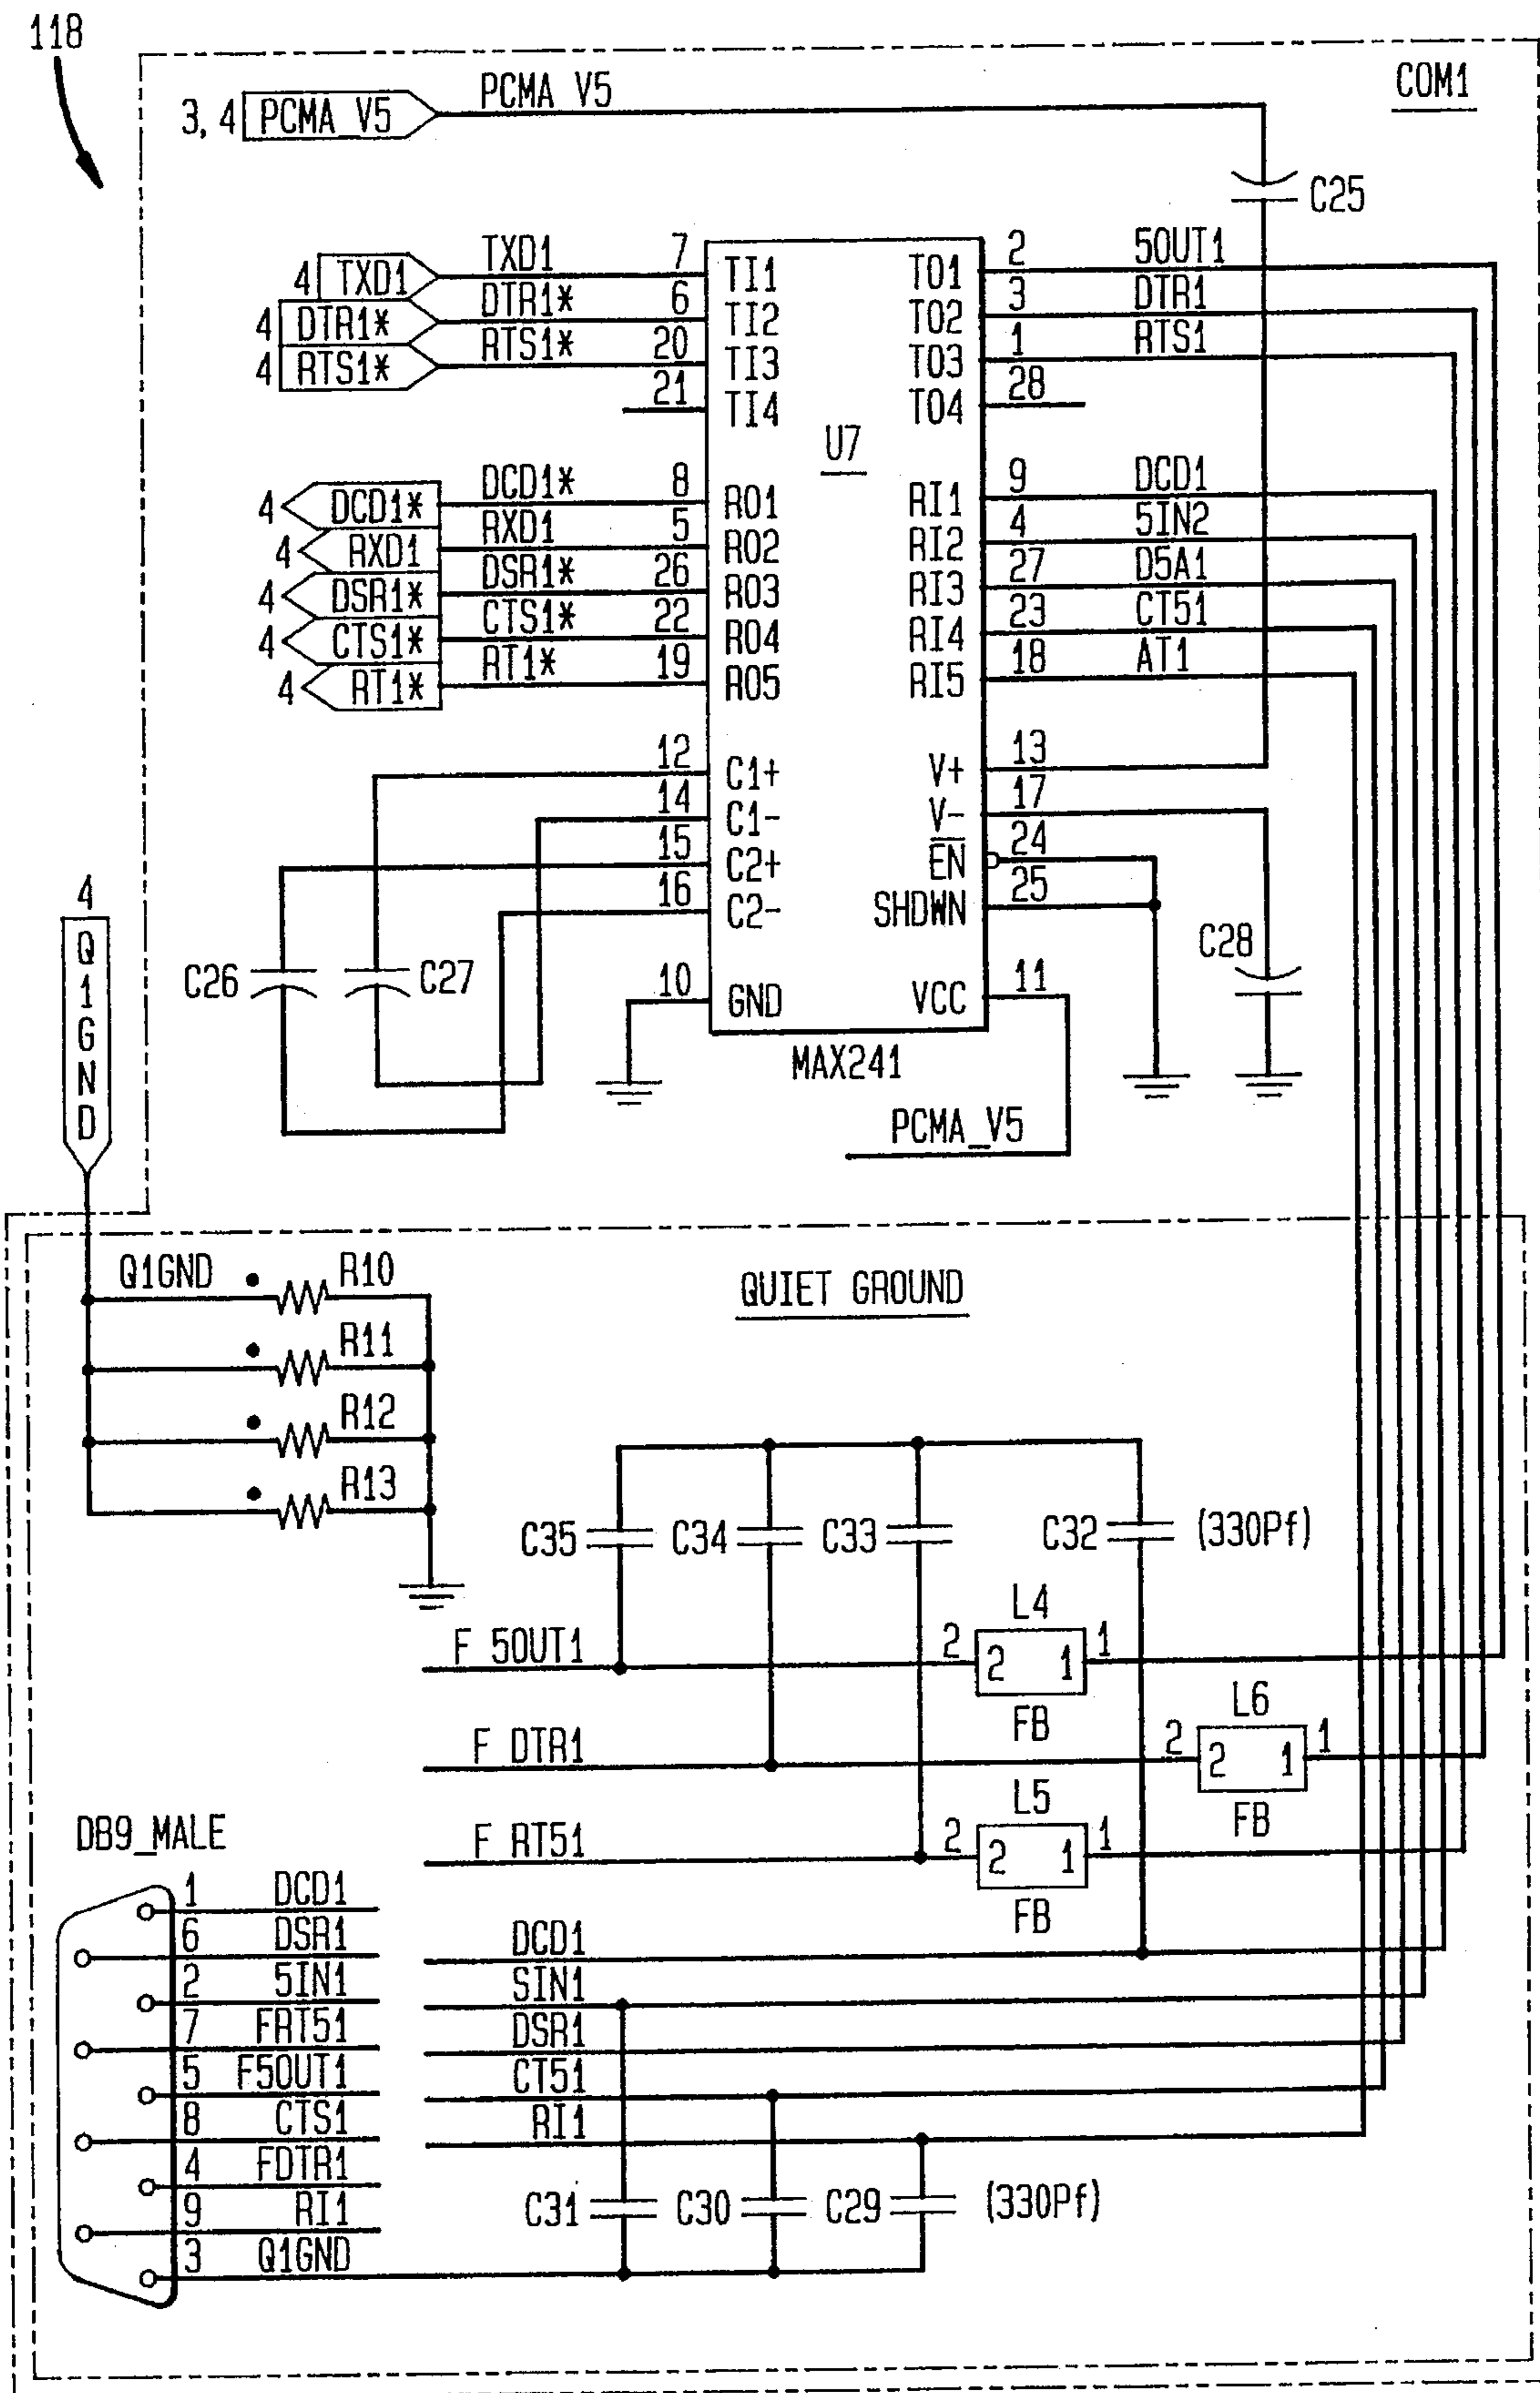 118
COM1
3, 4 PCMA V5 PCMA V5
C25
4 TXD1 TXD1 7 TI1 TO1 2 5OUT1
4 DTR1* DTR1* 6 TI2 TO2 3 DTR1
4 RTS1* RTS1* 20 TI3 TO3 1 RTS1
21 TI4 TO4 28
U7
4 DCD1* DCD1* 8 RO1 RI1 9 DCD1
4 RXD1 RXD1 5 RO2 RI2 4 5IN2
4 DSR1* DSR1* 26 RO3 RI3 27 D5A1
4 CTS1* CTS1* 22 RO4 RI4 23 CT51
4 RT1* RT1* 19 RO5 RI5 18 AT1
12 C1+ V+ 13
14 C1- V- 17
15 C2+ EN 24
16 C2- SHDWN 25
C26 C27 C28
10 GND VCC 11
MAX241
PCMA_V5
4
Q1GND
Q1GND R10
QUIET GROUND
R11
R12
R13
C35 C34 C33 C32 (330Pf)
L4
F 5OUT1 2 2 1 1
FB
L6
F DTR1 2 2 1 1
FB
L5
F RT51 2 2 1 1
FB
DB9_MALE
1 DCD1
6 DSR1
2 5IN1
7 FRT51
5 F5OUT1
8 CTS1
4 FDTR1
9 RI1
3 Q1GND
DCD1
SIN1
DSR1
CT51
RI1
C31 C30 C29 (330Pf)